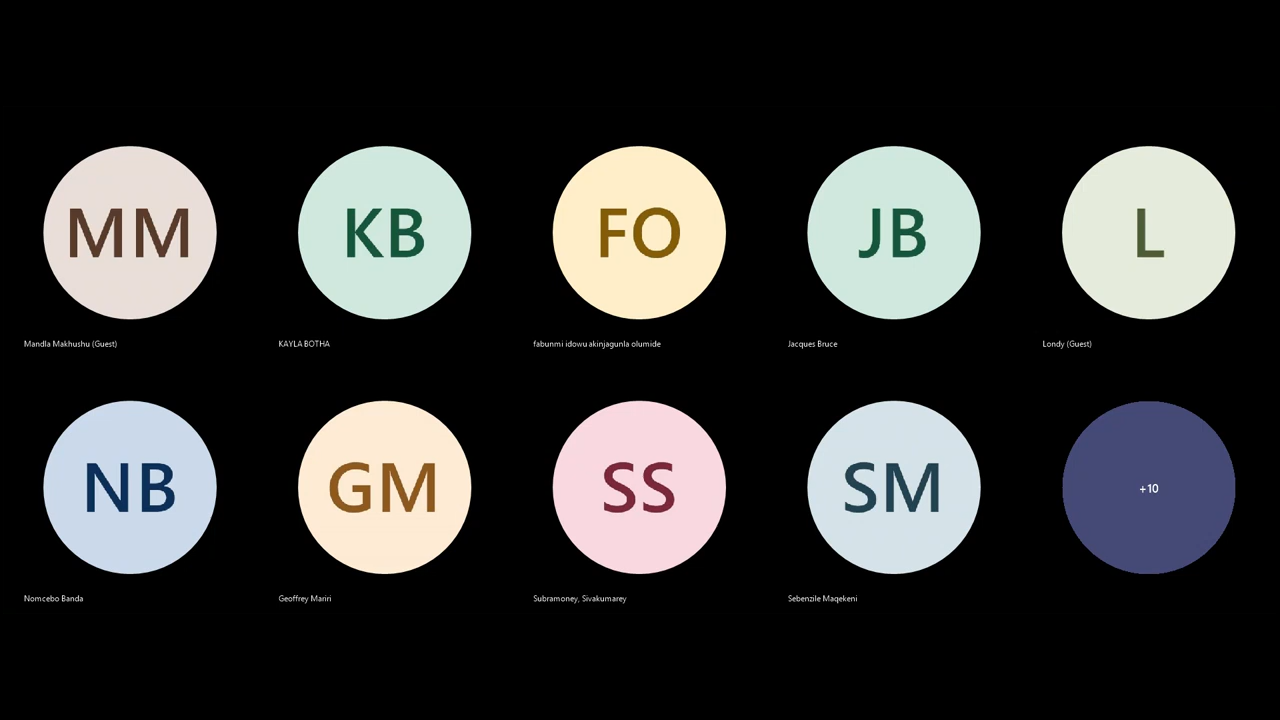 MM
KB
FO
JB
L
Mandla Makhushu (Guest)
KAYLA BOTHA
fabunmi idowu akinjagunla olumide
Jacques Bruce
Londy (Guest)
NB
GM
SS
SM
+10
Nomcebo Banda
Geoffrey Mariri
Subramoney, Sivakumarey
Sebenzile Maqekeni